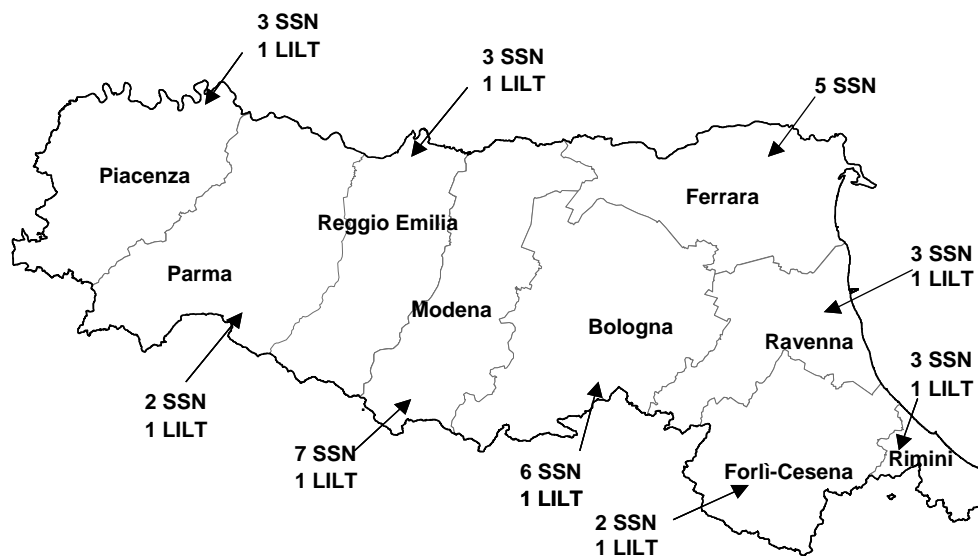 3 SSN
1 LILT
3 SSN
1 LILT
5 SSN
Piacenza
Ferrara
Reggio Emilia
3 SSN
1 LILT
Parma
Modena
Bologna
Ravenna
3 SSN
1 LILT
2 SSN
1 LILT
7 SSN
1 LILT
6 SSN
1 LILT
Forlì-Cesena
Rimini
2 SSN
1 LILT